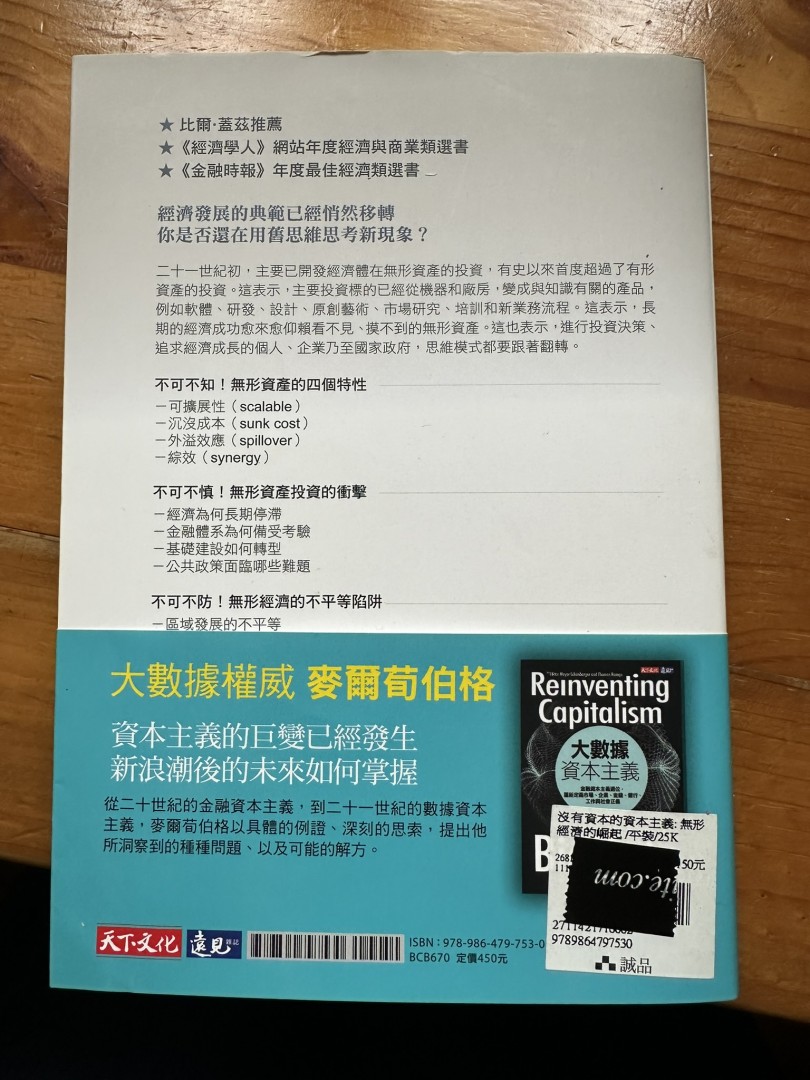 ★ 比爾·蓋茲推薦
★《經濟學人》網站年度經濟與商業類選書
★《金融時報》年度最佳經濟類選書
經濟發展的典範已經悄然移轉
你是否還在用舊思維思考新現象？
二十一世紀初，主要已開發經濟體在無形資產的投資，有史以來首度超過了有形
資產的投資。這表示，主要投資標的已經從機器和廠房，變成與知識有關的產品，
例如軟體、研發、設計、原創藝術、市場研究、培訓和新業務流程。這表示，長
期的經濟成功愈來愈仰賴看不見、摸不到的無形資產。這也表示，進行投資決策、
追求經濟成長的個人、企業乃至國家政府，思維模式都要跟著翻轉。
不可不知！無形資產的四個特性
－可擴展性（scalable）
－沉沒成本（sunk cost）
－外溢效應（spillover）
－綜效（synergy）
不可不慎！無形資產投資的衝擊
－經濟為何長期停滯
－金融體系為何備受考驗
－基礎建設如何轉型
－公共政策面臨哪些難題
不可不防！無形經濟的不平等陷阱
－區域發展的不平等
大數據權威 麥爾荀伯格
資本主義的巨變已經發生
新浪潮後的未來如何掌握
從二十世紀的金融資本主義，到二十一世紀的數據資本
主義，麥爾荀伯格以具體的例證、深刻的思索，提出他
所洞察到的種種問題、以及可能的解方。
天下文化 遠見
Reinventing
Capitalism
大數據
資本主義
沒有資本的資本主義: 無形
經濟的崛起 /平裝/25K
50元
ite.com
9789864797530
誠品
天下文化 遠見 雜誌
ISBN：978-986-479-753-0
BCB670 定價450元